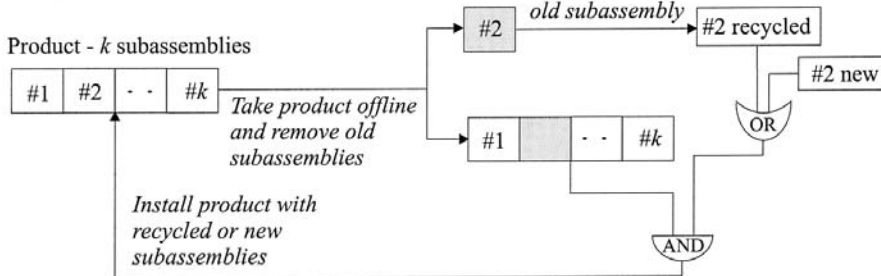 Product - k subassemblies
#1 #2 - - #k
Take product offline
and remove old
subassemblies
#2
old subassembly
#2 recycled
#2 new
OR
#1 - - #k
AND
Install product with
recycled or new
subassemblies